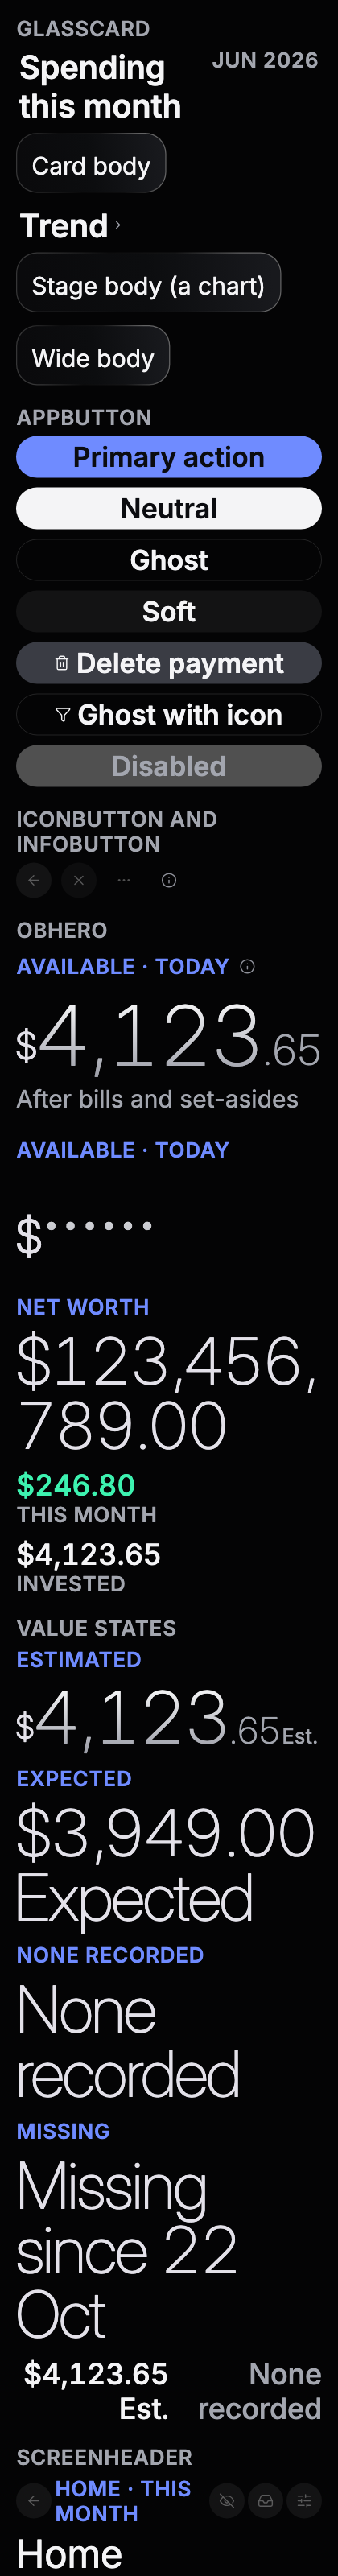 GLASSCARD
Spending
this month
JUN 2026
Card body
Trend ›
Stage body (a chart)
Wide body
APPBUTTON
Primary action
Neutral
Ghost
Soft
Delete payment
Ghost with icon
Disabled
ICONBUTTON AND
INFOBUTTON
OBHERO
AVAILABLE · TODAY
$4,123.65
After bills and set-asides
AVAILABLE · TODAY
$••••••
NET WORTH
$123,456,
789.00
$246.80
THIS MONTH
$4,123.65
INVESTED
VALUE STATES
ESTIMATED
$4,123.65 Est.
EXPECTED
$3,949.00
Expected
NONE RECORDED
None
recorded
MISSING
Missing
since 22
Oct
$4,123.65
Est.
None
recorded
SCREENHEADER
HOME · THIS
MONTH
Home